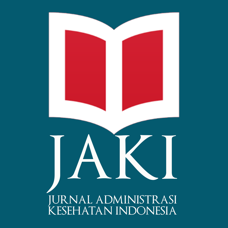 JAKI
JURNAL ADMINISTRASI
KESEHATAN INDONESIA